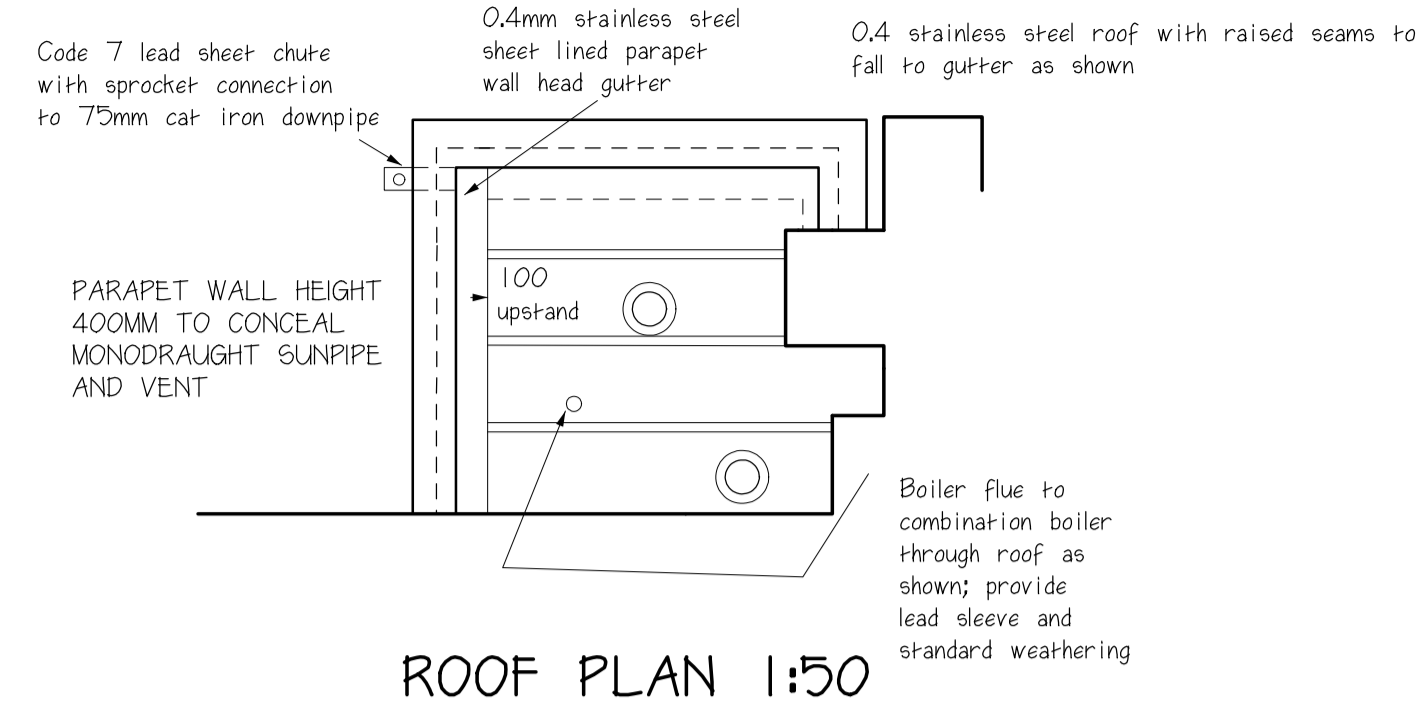 Code 7 lead sheet chute
with sprocket connection
to 75mm cat iron downpipe
0.4mm stainless steel
sheet lined parapet
wall head gutter
0.4 stainless steel roof with raised seams to
fall to gutter as shown
PARAPET WALL HEIGHT
400MM TO CONCEAL
MONODRAUGHT SUNPIPE
AND VENT
100
upstand
Boiler flue to
combination boiler
through roof as
shown; provide
lead sleeve and
standard weathering
ROOF PLAN 1:50